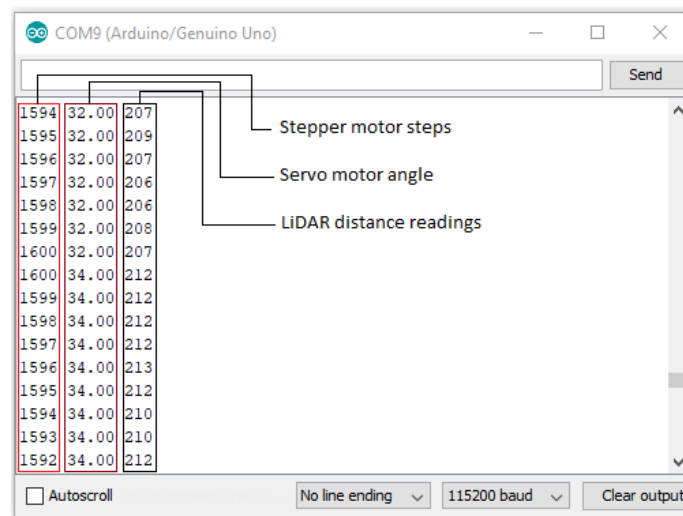 COM9 (Arduino/Genuino Uno)
Send
1594 32.00 207
1595 32.00 209
1596 32.00 207
1597 32.00 206
1598 32.00 206
1599 32.00 208
1600 32.00 207
1600 34.00 212
1599 34.00 212
1598 34.00 212
1597 34.00 212
1596 34.00 213
1595 34.00 212
1594 34.00 210
1593 34.00 210
1592 34.00 212
Stepper motor steps
Servo motor angle
LiDAR distance readings
Autoscroll No line ending 115200 baud Clear output